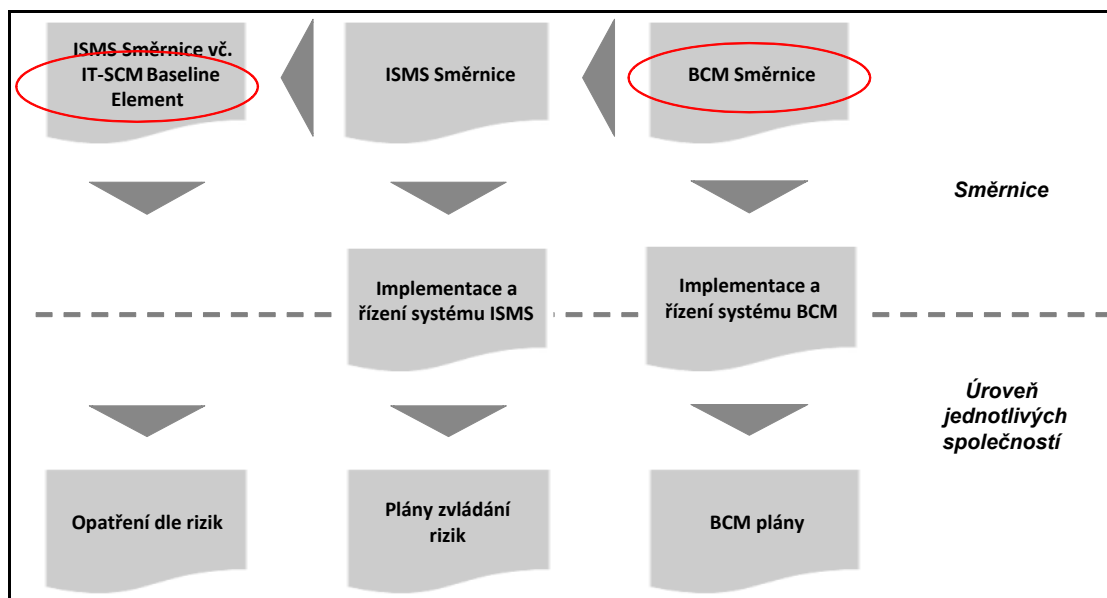 ISMS Směrnice vč.
IT-SCM Baseline
Element
ISMS Směrnice
BCM Směrnice
Směrnice
Implementace a
řízení systému ISMS
Implementace a
řízení systému BCM
Úroveň
jednotlivých
společností
Opatření dle rizik
Plány zvládání
rizik
BCM plány